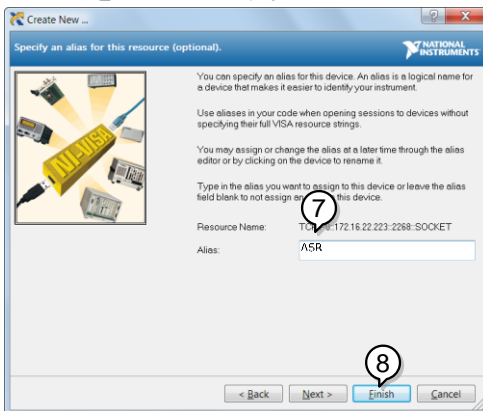 Create New ...
Specify an alias for this resource (optional).
NATIONAL
INSTRUMENTS
You can specify an alias for this device. An alias is a logical name for
a device that makes it easier to identify your instrument.
NI-VISA
Use aliases in your code when opening sessions to devices without
specifying their full VISA resource strings.
You may assign or change the alias at a later time through the alias
editor or by clicking on the device to rename it.
Type in the alias you want to assign to this device or leave the alias
field blank to not assign an this device.
7
Resource Name: ::172.16.22.223::2268::SOCKET
Alias: ASR
8
< Back Next > Finish Cancel